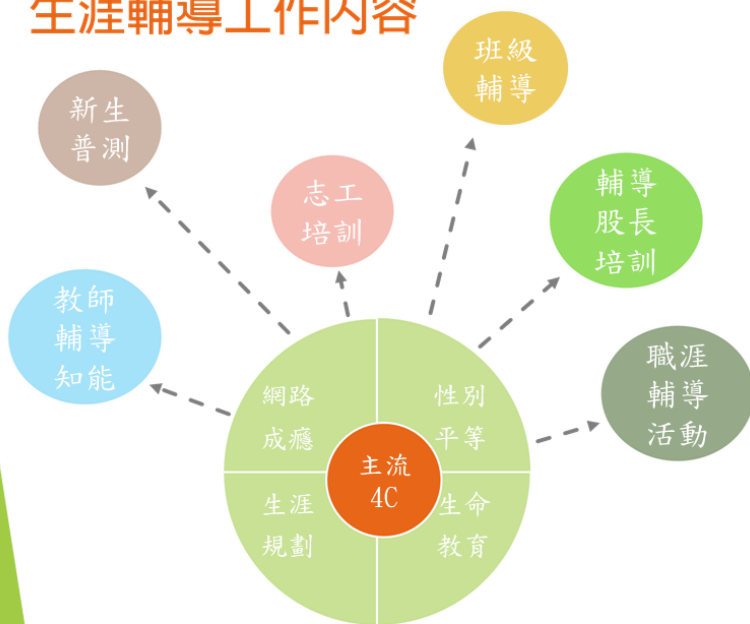 生涯輔導工作內容
班級
輔導
新生
普測
志工
培訓
輔導
股長
培訓
教師
輔導
知能
職涯
輔導
活動
網路
成癮
性別
平等
主流
4C
生涯
規劃
生命
教育